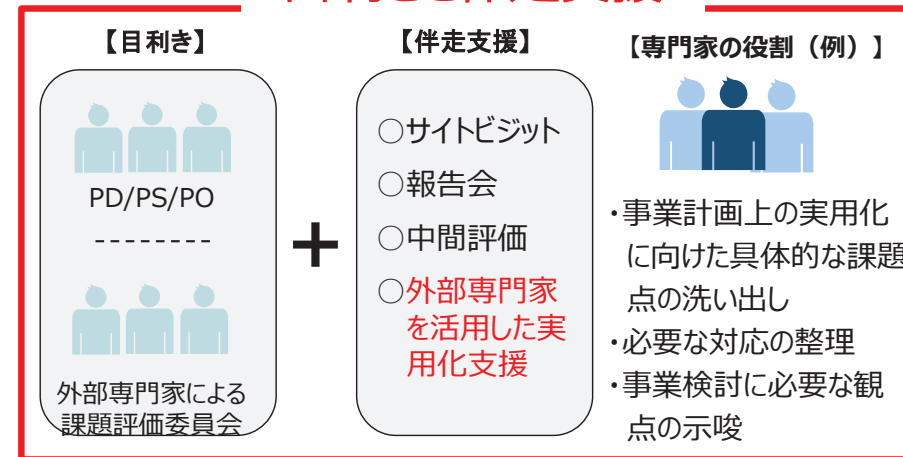 【目利き】
PD/PS/PO
外部専門家による
課題評価委員会
＋
【伴走支援】
○サイトビジット
○報告会
○中間評価
○外部専門家
を活用した実
用化支援
【専門家の役割（例）】
・事業計画上の実用化
に向けた具体的な課題
点の洗い出し
・必要な対応の整理
・事業検討に必要な観
点の示唆